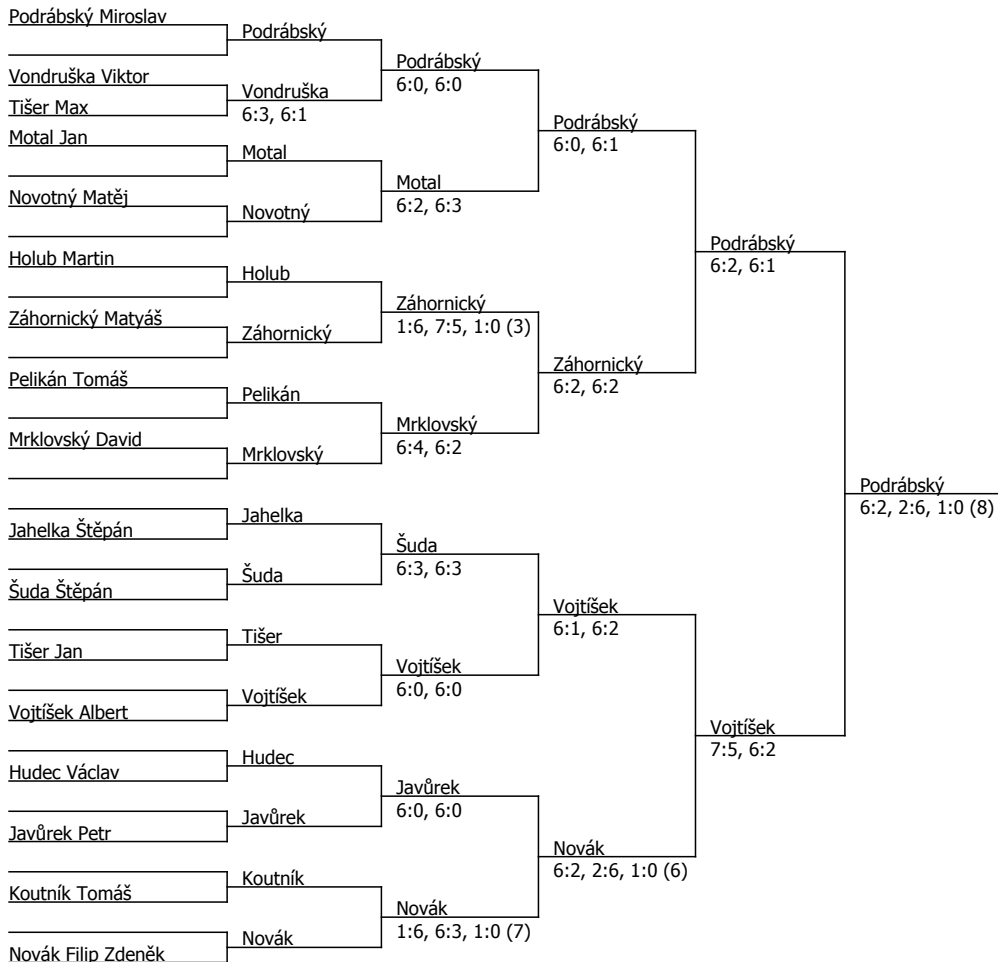 Podrábský Miroslav
Podrábský
Podrábský
6:0, 6:0
Vondruška Viktor
Vondruška
6:3, 6:1
Tišer Max
Podrábský
6:0, 6:1
Motal Jan
Motal
Motal
6:2, 6:3
Novotný Matěj
Novotný
Podrábský
6:2, 6:1
Holub Martin
Holub
Záhornický
1:6, 7:5, 1:0 (3)
Záhornický Matyáš
Záhornický
Záhornický
6:2, 6:2
Pelikán Tomáš
Pelikán
Mrklovský
6:4, 6:2
Mrklovský David
Mrklovský
Podrábský
6:2, 2:6, 1:0 (8)
Jahelka
Jahelka Štěpán
Šuda
6:3, 6:3
Šuda
Šuda Štěpán
Vojtíšek
6:1, 6:2
Tišer
Tišer Jan
Vojtíšek
6:0, 6:0
Vojtíšek
Vojtíšek Albert
Vojtíšek
7:5, 6:2
Hudec
Hudec Václav
Javůrek
6:0, 6:0
Javůrek
Javůrek Petr
Novák
6:2, 2:6, 1:0 (6)
Koutník
Koutník Tomáš
Novák
1:6, 6:3, 1:0 (7)
Novák
Novák Filip Zdeněk